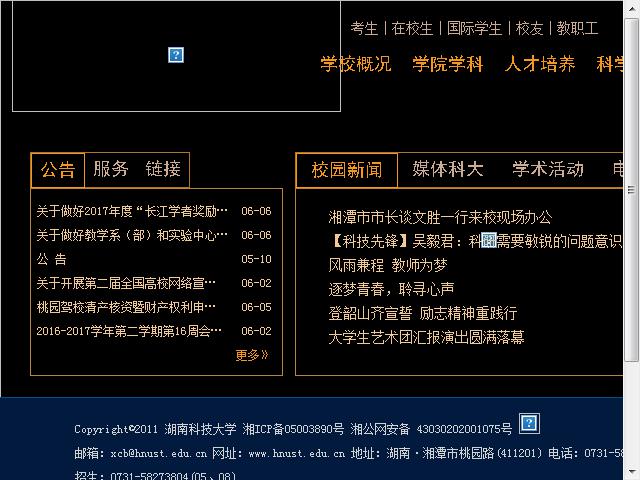 考生 | 在校生 | 国际学生 | 校友 | 教职工
学校概况 学院学科 人才培养
公告 服务 链接
关于做好2017年度“长江学者奖励… 06-06
关于做好教学系（部）和实验中心… 06-06
公 告 05-10
关于开展第二届全国高校网络宣… 06-02
桃园驾校清产核资暨财产权利申… 06-05
2016-2017学年第二学期第16周会… 06-02
更多》
校园新闻 媒体科大 学术活动
湘潭市市长谈文胜一行来校现场办公
【科技先锋】吴毅君：科 需要敏锐的问题意识
风雨兼程 教师为梦
逐梦青春，聆寻心声
登韶山齐宣誓 励志精神重践行
大学生艺术团汇报演出圆满落幕
Copyright©2011 湖南科技大学 湘ICP备05003890号 湘公网安备 43030202001075号
邮箱：xcb@hnust.edu.cn 网址：www.hnust.edu.cn 地址：湖南·湘潭市桃园路(411201) 电话：0731-58
招生：0731-58273804(05、08)